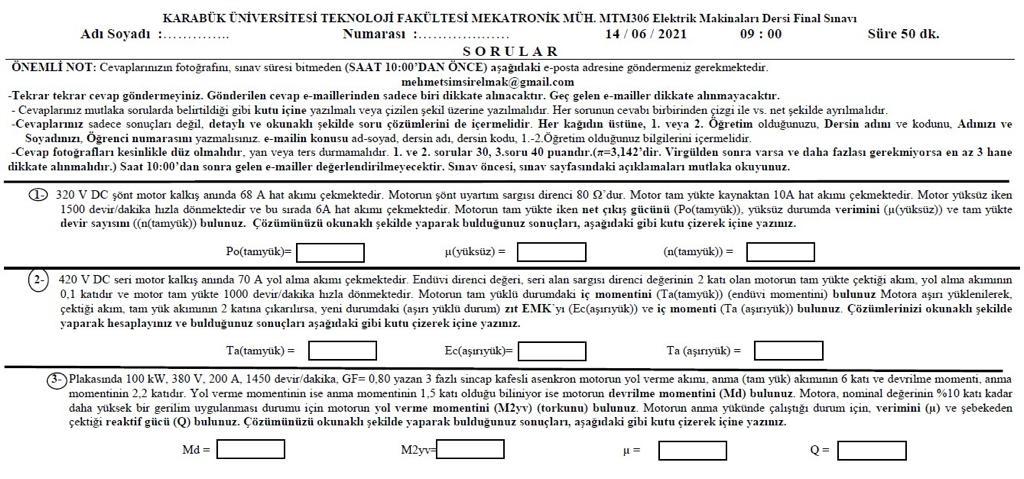 KARABÜK ÜNİVERSİTESİ TEKNOLOJİ FAKÜLTESİ MEKATRONİK MÜH. MTM306 Elektrik Makinaları Dersi Final Sınavı
Adı Soyadı :………….. Numarası :…………..……. 14 / 06 / 2021 09 : 00 Süre 50 dk.
S O R U L A R
ÖNEMLİ NOT: Cevaplarınızın fotoğrafını, sınav süresi bitmeden (SAAT 10:00'DAN ÖNCE) aşağıdaki e-posta adresine göndermeniz gerekmektedir.
mehmetsimsirelmak@gmail.com
-Tekrar tekrar cevap göndermeyiniz. Gönderilen cevap e-maillerinden sadece biri dikkate alınacaktır. Geç gelen e-mailler dikkate alınmayacaktır.
- Cevaplarınız mutlaka sorularda belirtildiği gibi kutu içine yazılmalı veya çizilen şekil üzerine yazılmalıdır. Her sorunun cevabı birbirinden çizgi ile vs. net şekilde ayrılmalıdır.
-Cevaplarınız sadece sonuçları değil, detaylı ve okunaklı şekilde soru çözümlerini de içermelidir. Her kağıdın üstüne, 1. veya 2. Öğretim olduğunuzu, Dersin adını ve kodunu, Adınızı ve
Soyadınızı, Öğrenci numarasını yazmalısınız. e-mailin konusu ad-soyad, dersin adı, dersin kodu, 1.-2.Öğretim olduğunuz bilgilerini içermelidir.
-Cevap fotoğrafları kesinlikle düz olmalıdır, yan veya ters durmamalıdır. 1. ve 2. sorular 30, 3.soru 40 puandır.(π=3,142'dir. Virgülden sonra varsa ve daha fazlası gerekmiyorsa en az 3 hane
dikkate alınmalıdır.) Saat 10:00'dan sonra gelen e-mailler değerlendirilmeyecektir. Sınav öncesi, sınav sayfasındaki açıklamaları mutlaka okuyunuz.
1- 320 V DC şönt motor kalkış anında 68 A hat akımı çekmektedir. Motorun şönt uyartım sargısı direnci 80 Ω'dur. Motor tam yükte kaynaktan 10A hat akımı çekmektedir. Motor yüksüz iken
1500 devir/dakika hızla dönmektedir ve bu sırada 6A hat akımı çekmektedir. Motorun tam yükte iken net çıkış gücünü (Po(tamyük)), yüksüz durumda verimini (µ(yüksüz)) ve tam yükte
devir sayısını ((n(tamyük)) bulunuz. Çözümünüzü okunaklı şekilde yaparak bulduğunuz sonuçları, aşağıdaki gibi kutu çizerek içine yazınız.
Po(tamyük)= µ(yüksüz) = (n(tamyük)) =
2- 420 V DC seri motor kalkış anında 70 A yol alma akımı çekmektedir. Endüvi direnci değeri, seri alan sargısı direnci değerinin 2 katı olan motorun tam yükte çektiği akım, yol alma akımının
0,1 katıdır ve motor tam yükte 1000 devir/dakika hızla dönmektedir. Motorun tam yüklü durumdaki iç momentini (Ta(tamyük)) (endüvi momentini) bulunuz Motora aşırı yüklenilerek,
çektiği akım, tam yük akımının 2 katına çıkarılırsa, yeni durumdaki (aşırı yüklü durum) zıt EMK'yı (Ec(aşırıyük)) ve iç momenti (Ta (aşırıyük)) bulunuz. Çözümlerinizi okunaklı şekilde
yaparak hesaplayınız ve bulduğunuz sonuçları aşağıdaki gibi kutu çizerek içine yazınız.
Ta(tamyük) = Ec(aşırıyük)= Ta (aşırıyük) =
3- Plakasında 100 kW, 380 V, 200 A, 1450 devir/dakika, GF= 0,80 yazan 3 fazlı sincap kafesli asenkron motorun yol verme akımı, anma (tam yük) akımının 6 katı ve devrilme momenti, anma
momentinin 2,2 katıdır. Yol verme momentinin ise anma momentinin 1,5 katı olduğu biliniyor ise motorun devrilme momentini (Md) bulunuz. Motora, nominal değerinin %10 katı kadar
daha yüksek bir gerilim uygulanması durumu için motorun yol verme momentini (M2yv) (torkunu) bulunuz. Motorun anma yükünde çalıştığı durum için, verimini (µ) ve şebekeden
çektiği reaktif gücü (Q) bulunuz. Çözümünüzü okunaklı şekilde yaparak bulduğunuz sonuçları, aşağıdaki gibi kutu çizerek içine yazınız.
Md = M2yv= µ = Q =